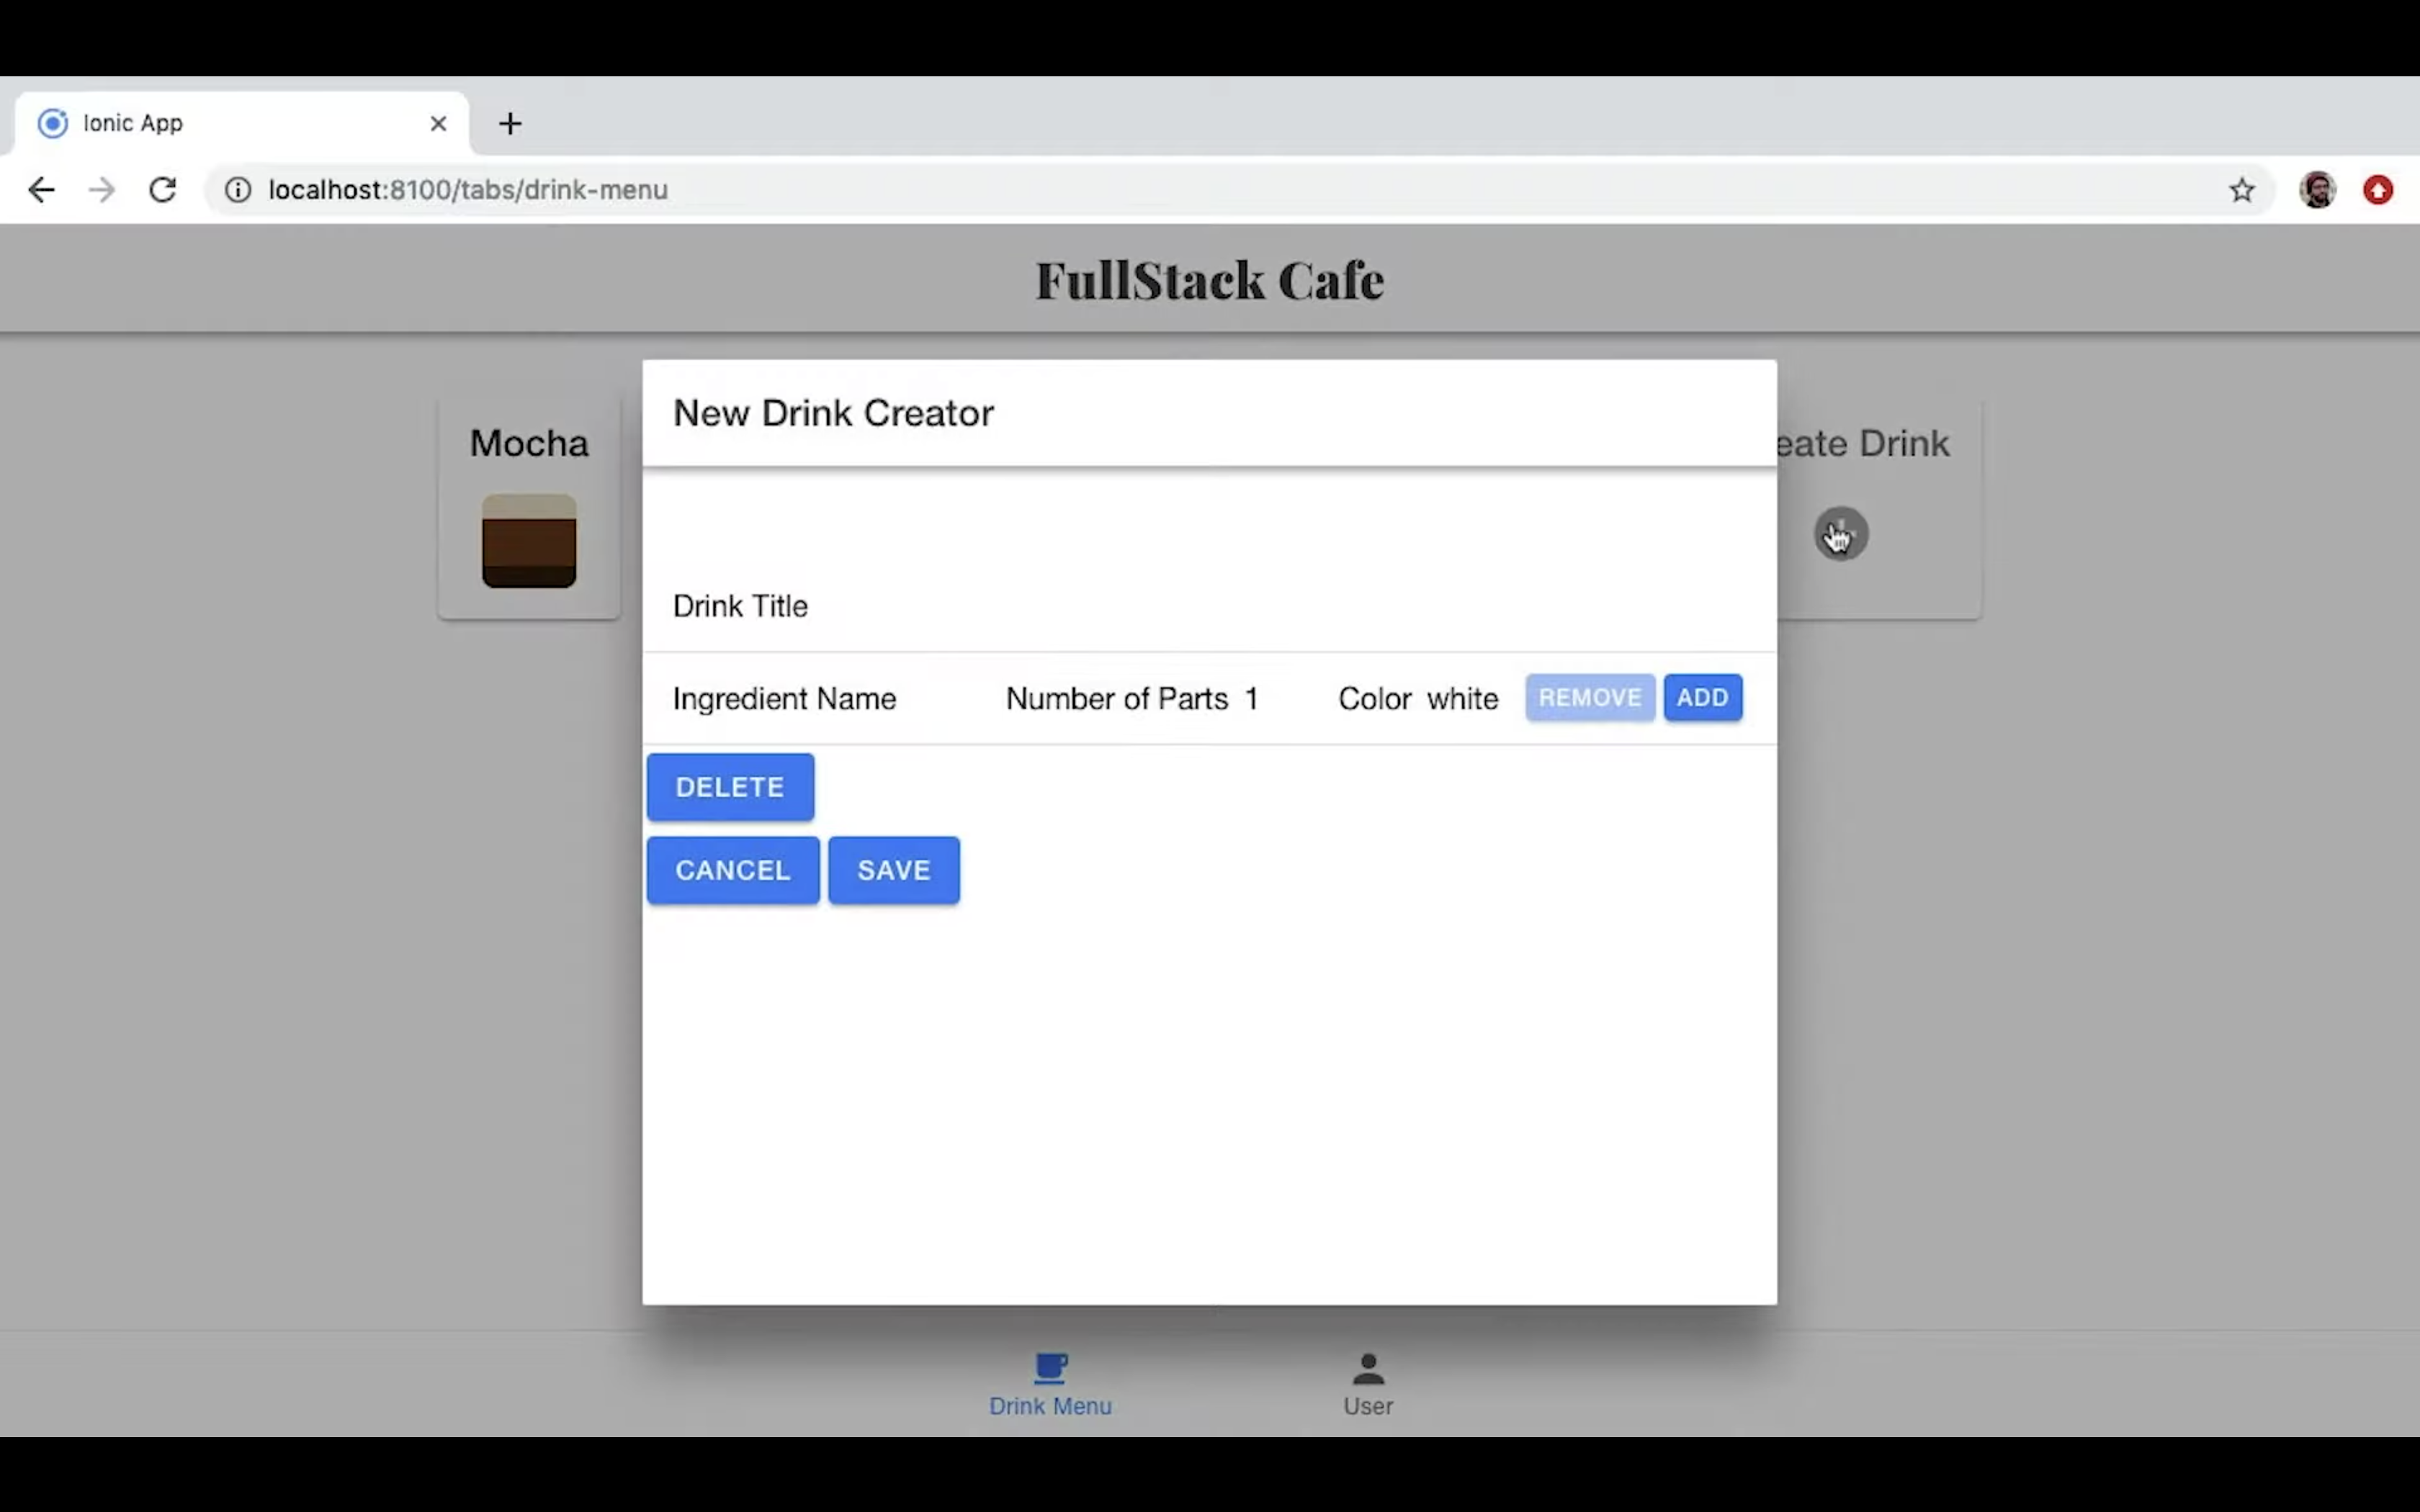 Ionic App
localhost:8100/tabs/drink-menu
FullStack Cafe
Mocha
eate Drink
New Drink Creator
Drink Title
Ingredient Name Number of Parts 1 Color white REMOVE ADD
DELETE
CANCEL SAVE
Drink Menu User